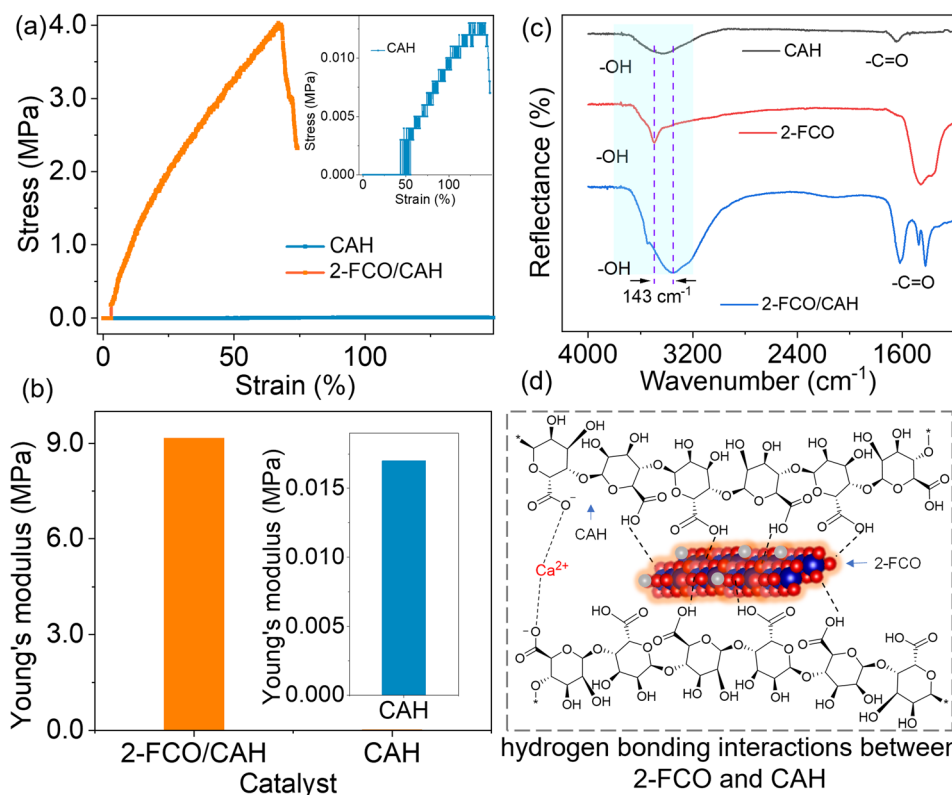 (a)
Stress (MPa)
4.0
3.0
2.0
1.0
0.0
0
50
100
Strain (%)
CAH
2-FCO/CAH
Stress (MPa)
0.010
0.005
0.000
0
50
100
Strain (%)
CAH
(c)
Reflectance (%)
-OH
CAH
-C=O
-OH
2-FCO
-OH
143 cm⁻¹
-C=O
2-FCO/CAH
4000
3200
2400
1600
Wavenumber (cm⁻¹)
(b)
Young's modulus (MPa)
9.0
6.0
3.0
0.0
2-FCO/CAH
CAH
Catalyst
Young's modulus (MPa)
0.015
0.010
0.005
0.000
CAH
(d)
CAH
Ca²⁺
2-FCO
hydrogen bonding interactions between
2-FCO and CAH